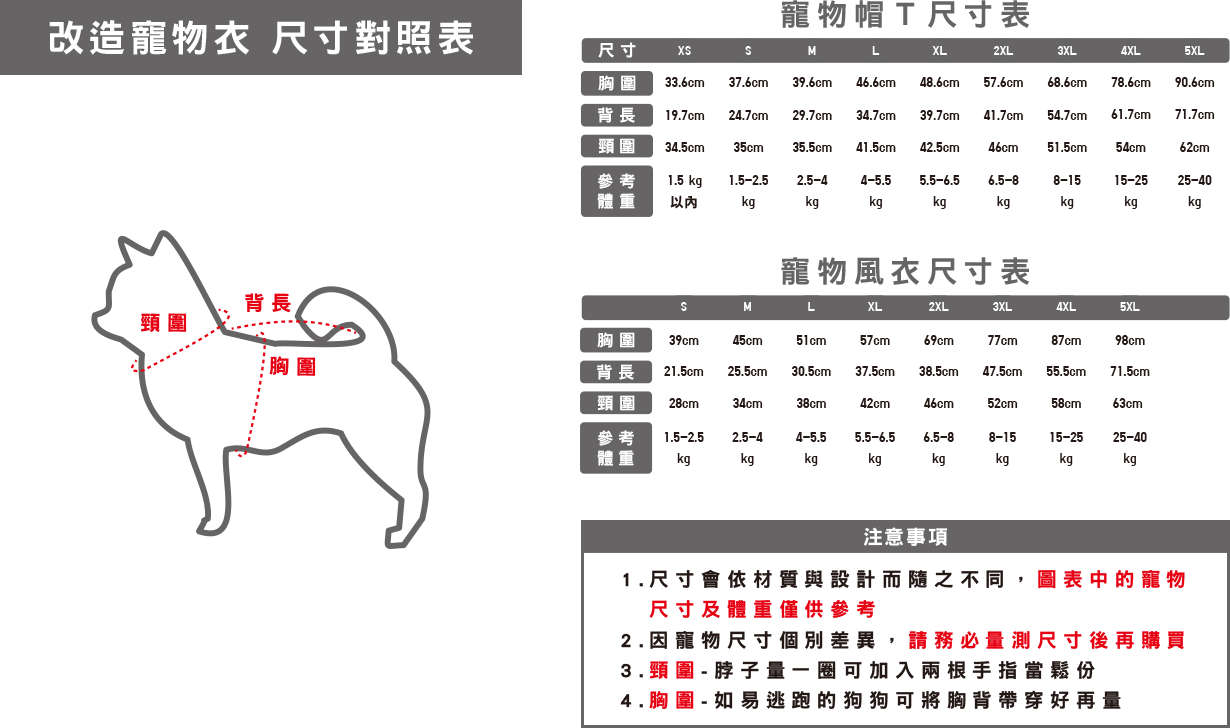 改造寵物衣 尺寸對照表
頸圍
背長
胸圍
寵物帽T尺寸表
尺寸 XS S M L XL 2XL 3XL 4XL 5XL
胸圍 33.6cm 37.6cm 39.6cm 46.6cm 48.6cm 57.6cm 68.6cm 78.6cm 90.6cm
背長 19.7cm 24.7cm 29.7cm 34.7cm 39.7cm 41.7cm 54.7cm 61.7cm 71.7cm
頸圍 34.5cm 35cm 35.5cm 41.5cm 42.5cm 46cm 51.5cm 54cm 62cm
參考 1.5 kg 1.5-2.5 2.5-4 4-5.5 5.5-6.5 6.5-8 8-15 15-25 25-40
體重 以內 kg kg kg kg kg kg kg kg
寵物風衣尺寸表
S M L XL 2XL 3XL 4XL 5XL
胸圍 39cm 45cm 51cm 57cm 69cm 77cm 87cm 98cm
背長 21.5cm 25.5cm 30.5cm 37.5cm 38.5cm 47.5cm 55.5cm 71.5cm
頸圍 28cm 34cm 38cm 42cm 46cm 52cm 58cm 63cm
參考 1.5-2.5 2.5-4 4-5.5 5.5-6.5 6.5-8 8-15 15-25 25-40
體重 kg kg kg kg kg kg kg kg
注意事項
1.尺寸會依材質與設計而隨之不同，圖表中的寵物
尺寸及體重僅供參考
2.因寵物尺寸個別差異，請務必量測尺寸後再購買
3.頸圍-脖子量一圈可加入兩根手指當鬆份
4.胸圍-如易逃跑的狗狗可將胸背帶穿好再量